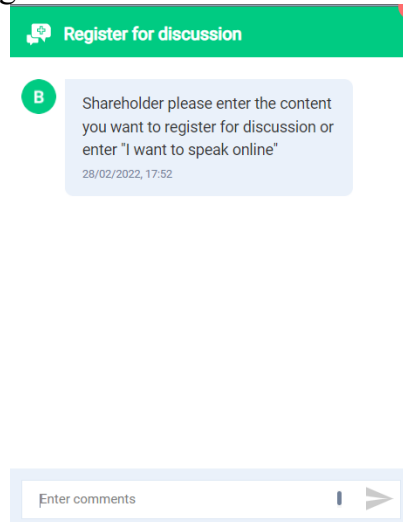 Register for discussion
B
Shareholder please enter the content
you want to register for discussion or
enter "I want to speak online"
28/02/2022, 17:52
Enter comments